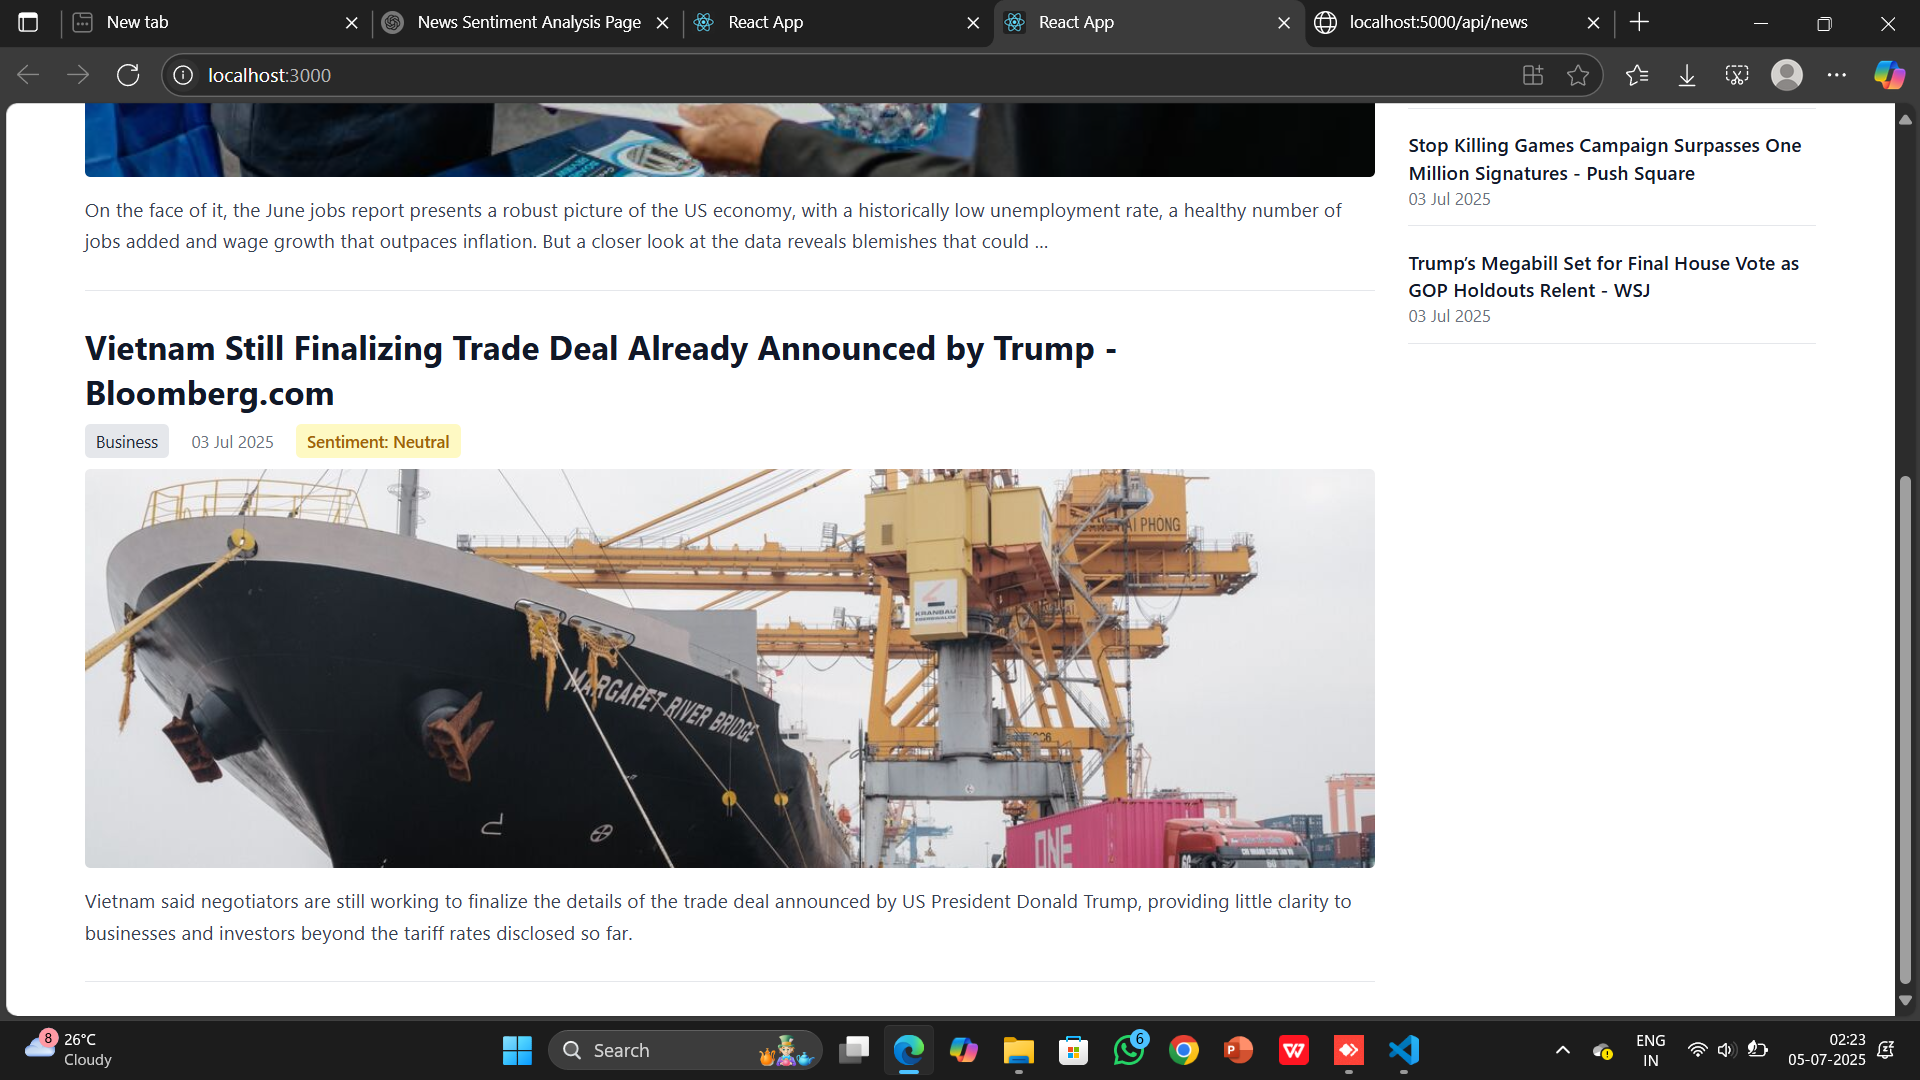 New tab
News Sentiment Analysis Page
React App
React App
localhost:5000/api/news
localhost:3000
On the face of it, the June jobs report presents a robust picture of the US economy, with a historically low unemployment rate, a healthy number of
jobs added and wage growth that outpaces inflation. But a closer look at the data reveals blemishes that could ...
Vietnam Still Finalizing Trade Deal Already Announced by Trump -
Bloomberg.com
Business
03 Jul 2025
Sentiment: Neutral
HAI PHÒNG
KRANBAU
EBERSWALDE
MARGARET RIVER BRIDGE
ONE
Vietnam said negotiators are still working to finalize the details of the trade deal announced by US President Donald Trump, providing little clarity to
businesses and investors beyond the tariff rates disclosed so far.
Stop Killing Games Campaign Surpasses One
Million Signatures - Push Square
03 Jul 2025
Trump’s Megabill Set for Final House Vote as
GOP Holdouts Relent - WSJ
03 Jul 2025
8
26°C
Cloudy
Search
6
ENG
IN
02:23
05-07-2025